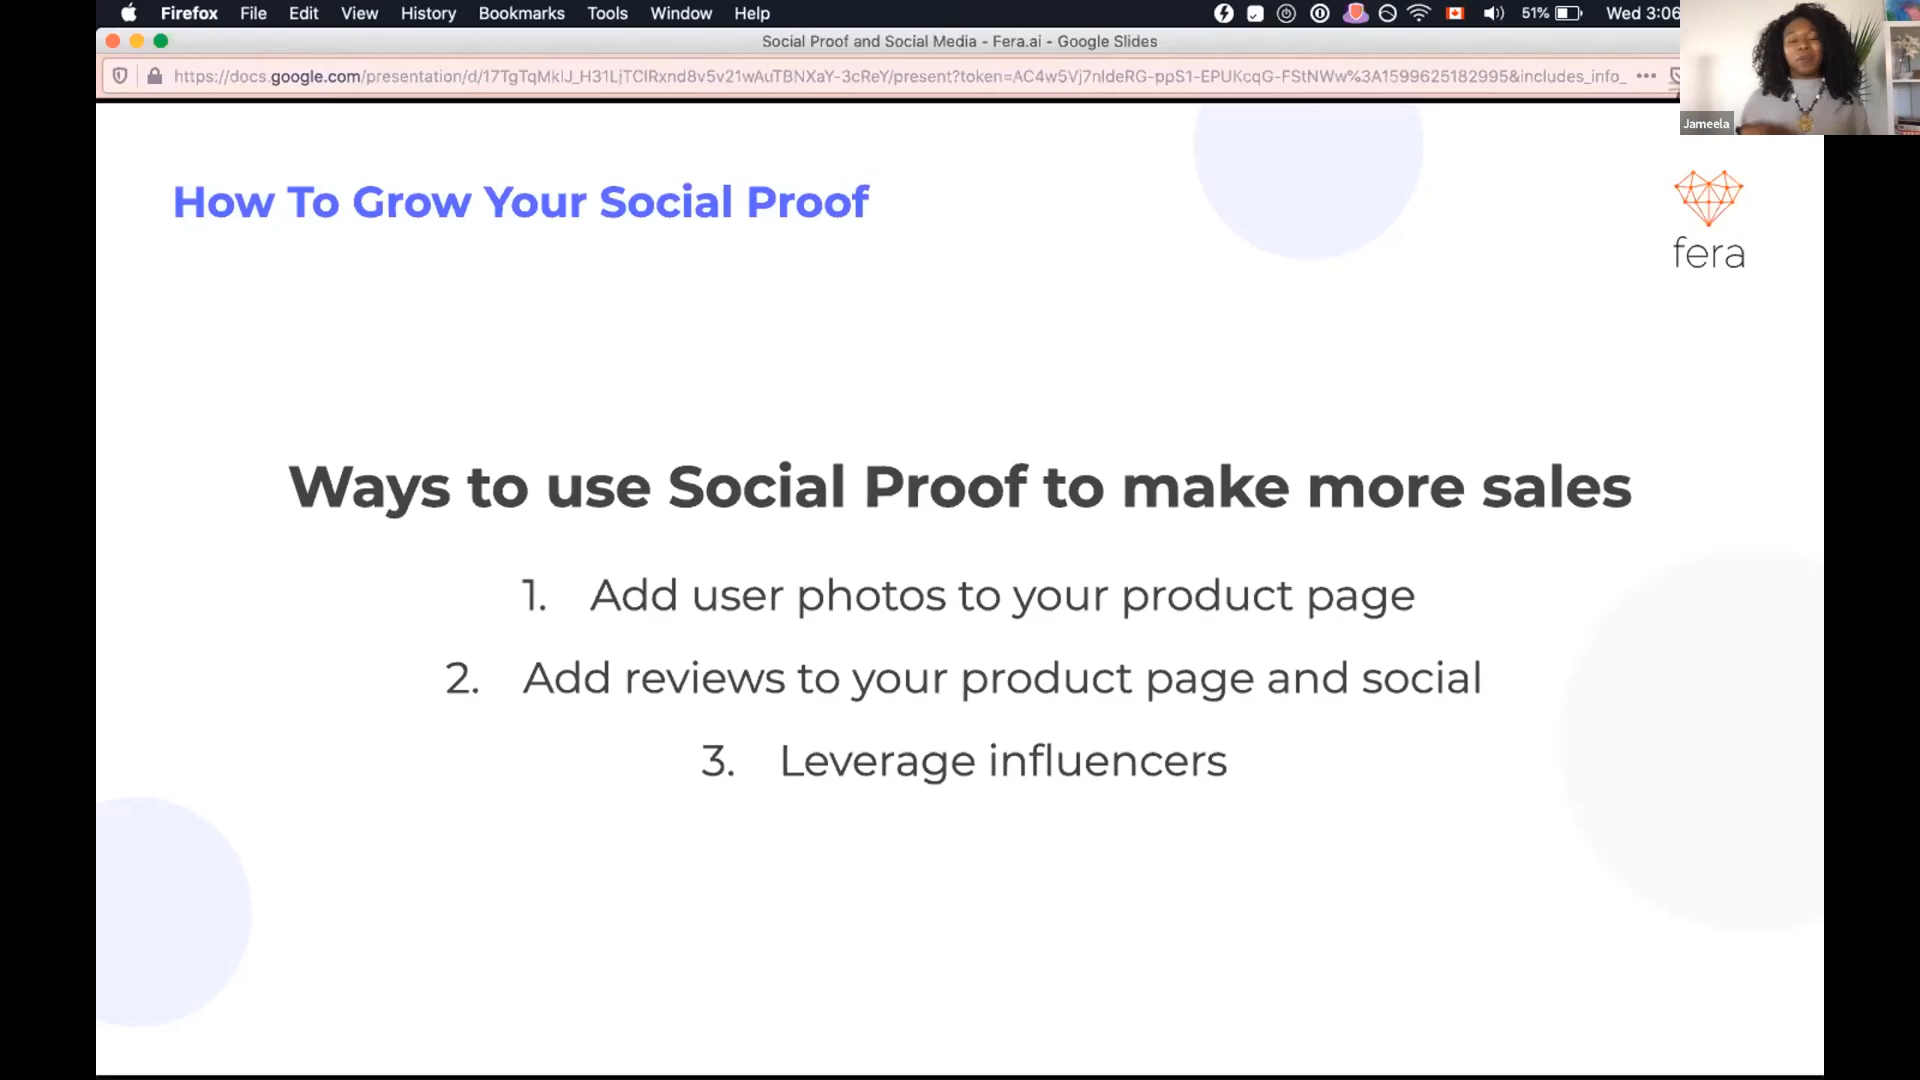 Firefox File Edit View History Bookmarks Tools Window Help 51% Wed 3:06
Social Proof and Social Media - Fera.ai - Google Slides
https://docs.google.com/presentation/d/17TgTqMkIJ_H31LjTClRxnd8v5v21wAuTBNXaY-3cReY/present?token=AC4w5Vj7nIdeRG-ppS1-EPUKcqG-FStNWw%3A1599625182995&includes_info_
Jameela
How To Grow Your Social Proof
fera
Ways to use Social Proof to make more sales
1. Add user photos to your product page
2. Add reviews to your product page and social
3. Leverage influencers